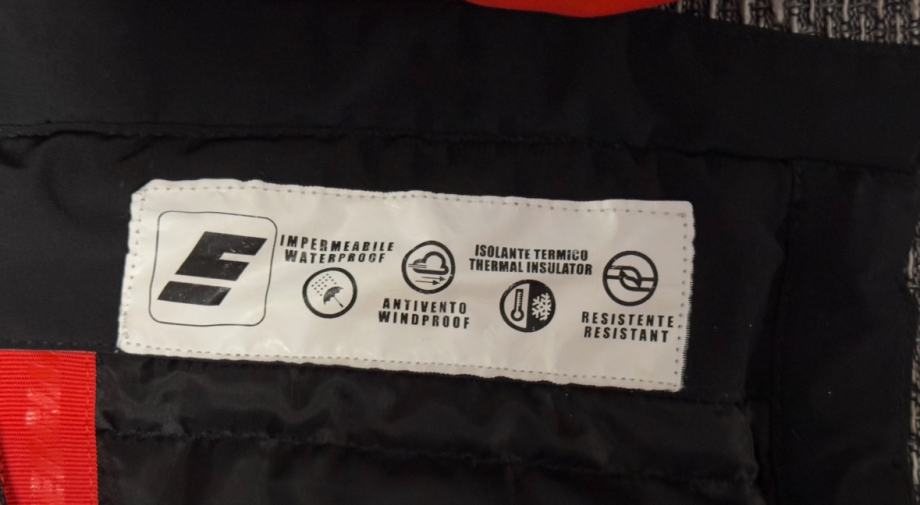 IMPERMEABILE
WATERPROOF
ANTIVENTO
WINDPROOF
ISOLANTE TERMICO
THERMAL INSULATOR
RESISTENTE
RESISTANT